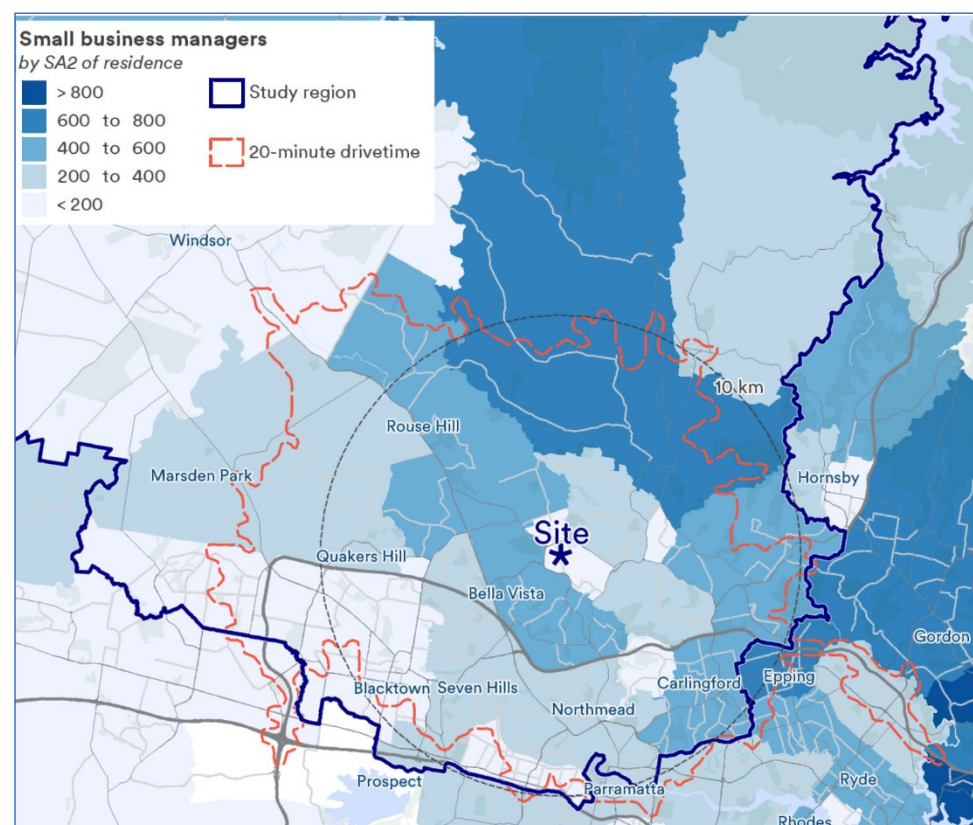 Small business managers
by SA2 of residence
> 800
600 to 800
400 to 600
200 to 400
< 200
Study region
20-minute drivetime
Windsor
10 km
Rouse Hill
Marsden Park
Hornsby
Site
*
Quakers Hill
Bella Vista
Gordon
Epping
Carlingford
Blacktown
Seven Hills
Northmead
Prospect
Parramatta
Ryde
Rhodes